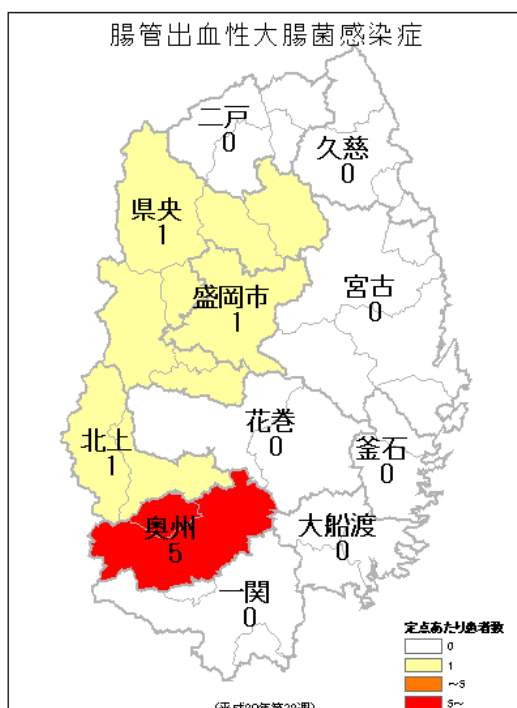 腸管出血性大腸菌感染症
二戸
0
久慈
0
県央
1
盛岡市
1
宮古
0
花巻
0
北上
1
釜石
0
奥州
5
大船渡
0
一関
0
定点あたり患者数
0
1
～5
5～